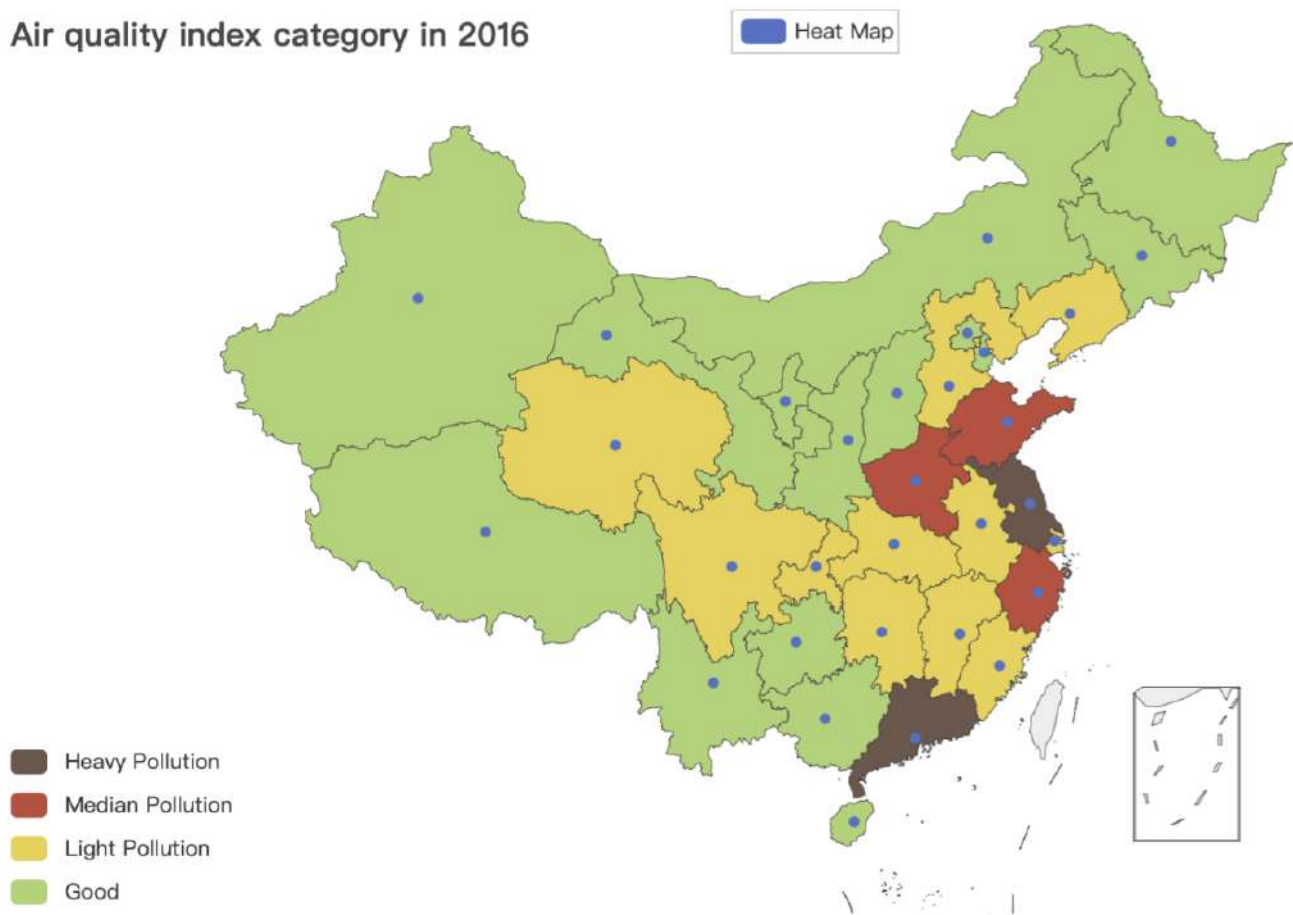 Air quality index category in 2016
Heat Map
Heavy Pollution
Median Pollution
Light Pollution
Good